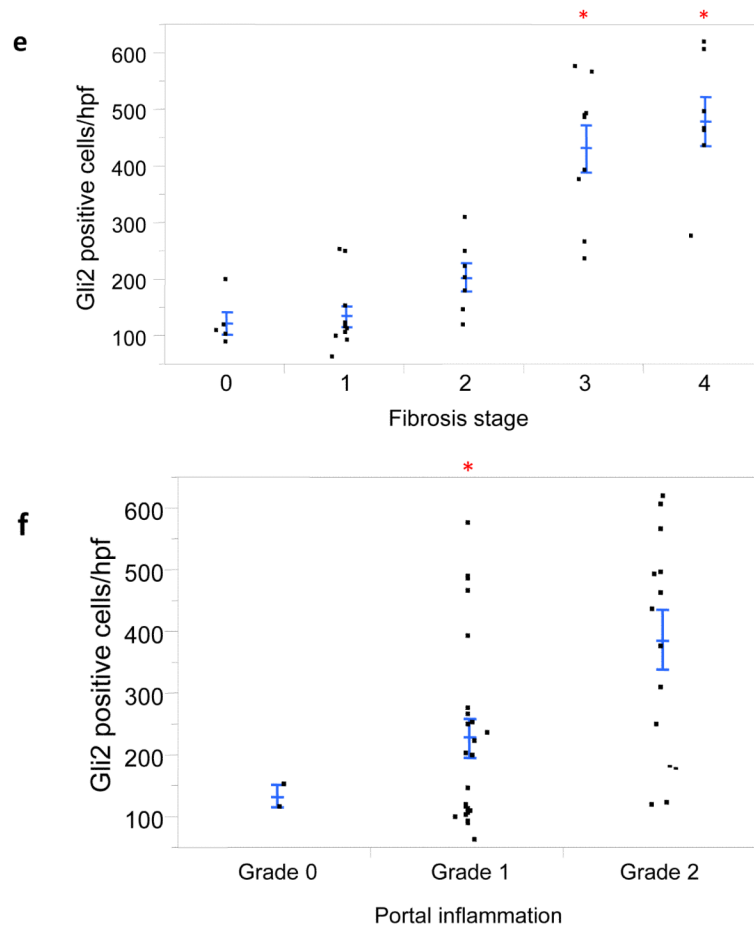 e
* *
Gli2 positive cells/hpf
600
500
400
300
200
100
0 1 2 3 4
Fibrosis stage
f
*
Gli2 positive cells/hpf
600
500
400
300
200
100
Grade 0 Grade 1 Grade 2
Portal inflammation